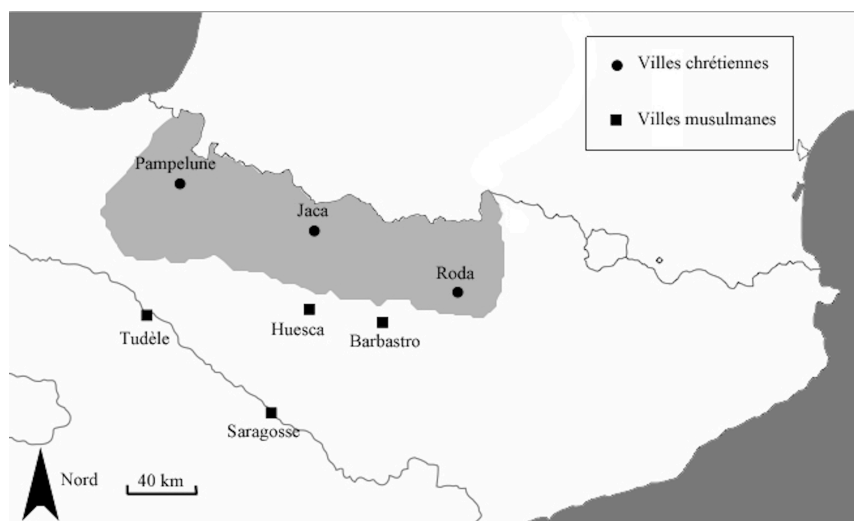 Villes chrétiennes
Villes musulmanes
Pampelune
Jaca
Roda
Huesca
Tudèle
Barbastro
Saragosse
Nord
40 km